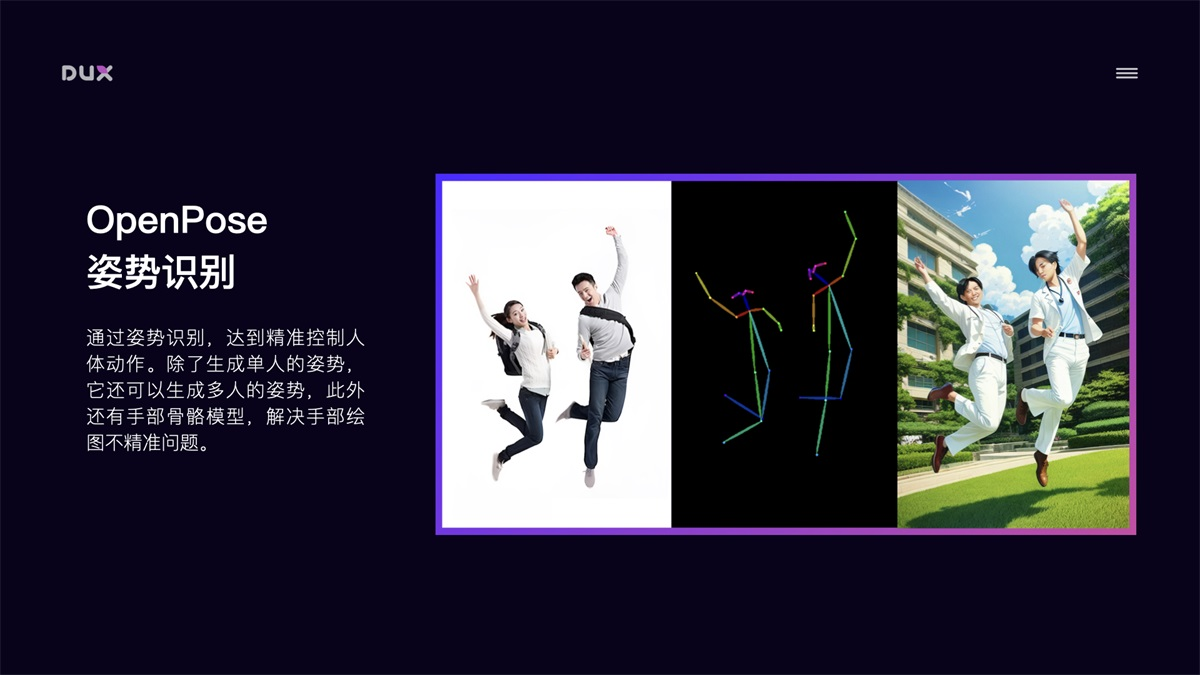 DUX
OpenPose
姿势识别
通过姿势识别，达到精准控制人
体动作。除了生成单人的姿势，
它还可以生成多人的姿势，此外
还有手部骨骼模型，解决手部绘
图不精准问题。